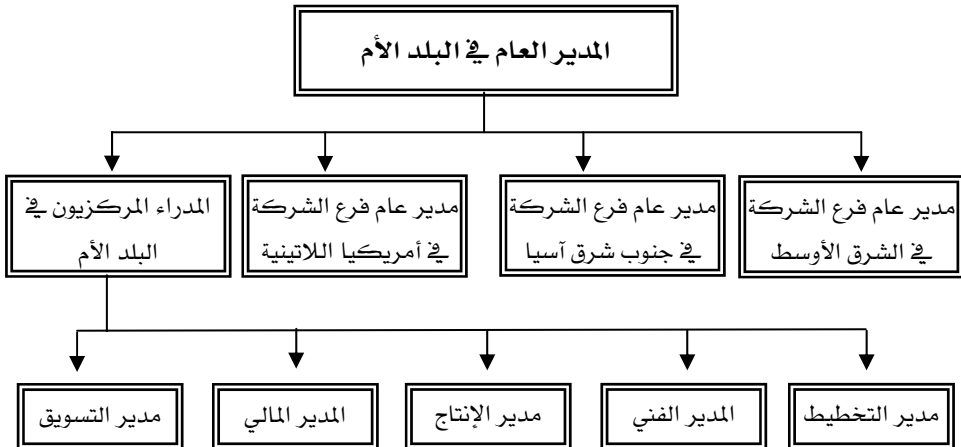 المدير العام في البلد الأم
مدير عام فرع الشركة
في الشرق الأوسط
مدير عام فرع الشركة
في جنوب شرق آسيا
مدير عام فرع الشركة
في أمريكيا اللاتينية
المدراء المركزيون في
البلد الأم
مدير التخطيط
المدير الفني
مدير الإنتاج
المدير المالي
مدير التسويق